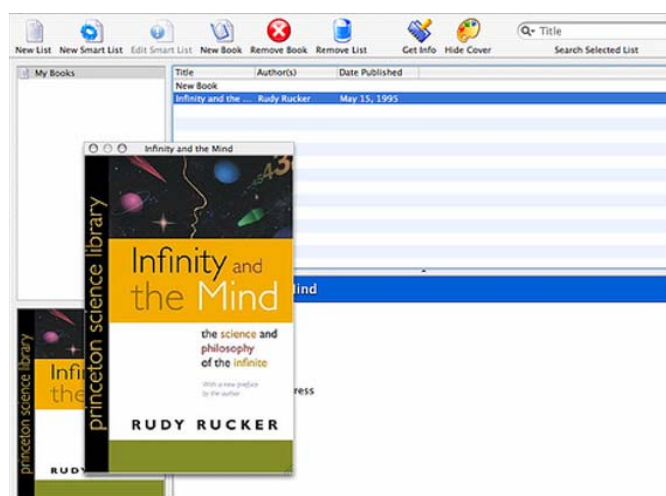 New List New Smart List Edit Smart List New Book Remove Book Remove List Get Info Hide Cover Title
Search Selected List
My Books
Title Author(s) Date Published
New Book
Infinity and the ... Rudy Rucker May 15, 1995
Infinity and the Mind
princeton science library
435
Infinity and
the Mind
the science and
philosophy
of the infinite
With a new preface
by the author
RUDY RUCKER
lind
ress
princeton science library
Infi
the
RUDY